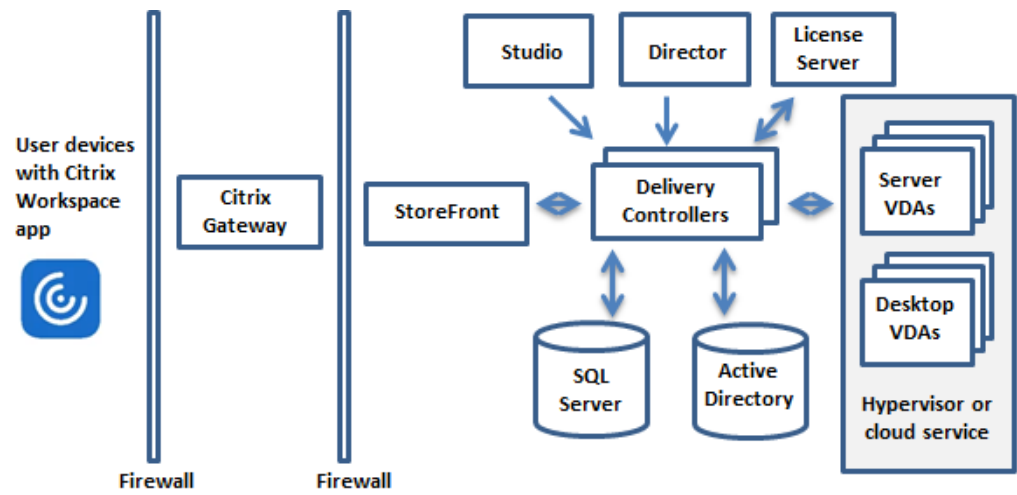 User devices
with Citrix
Workspace
app
Firewall
Citrix
Gateway
Firewall
StoreFront
Studio
Director
License
Server
Delivery
Controllers
SQL
Server
Active
Directory
Server
VDAs
Desktop
VDAs
Hypervisor or
cloud service